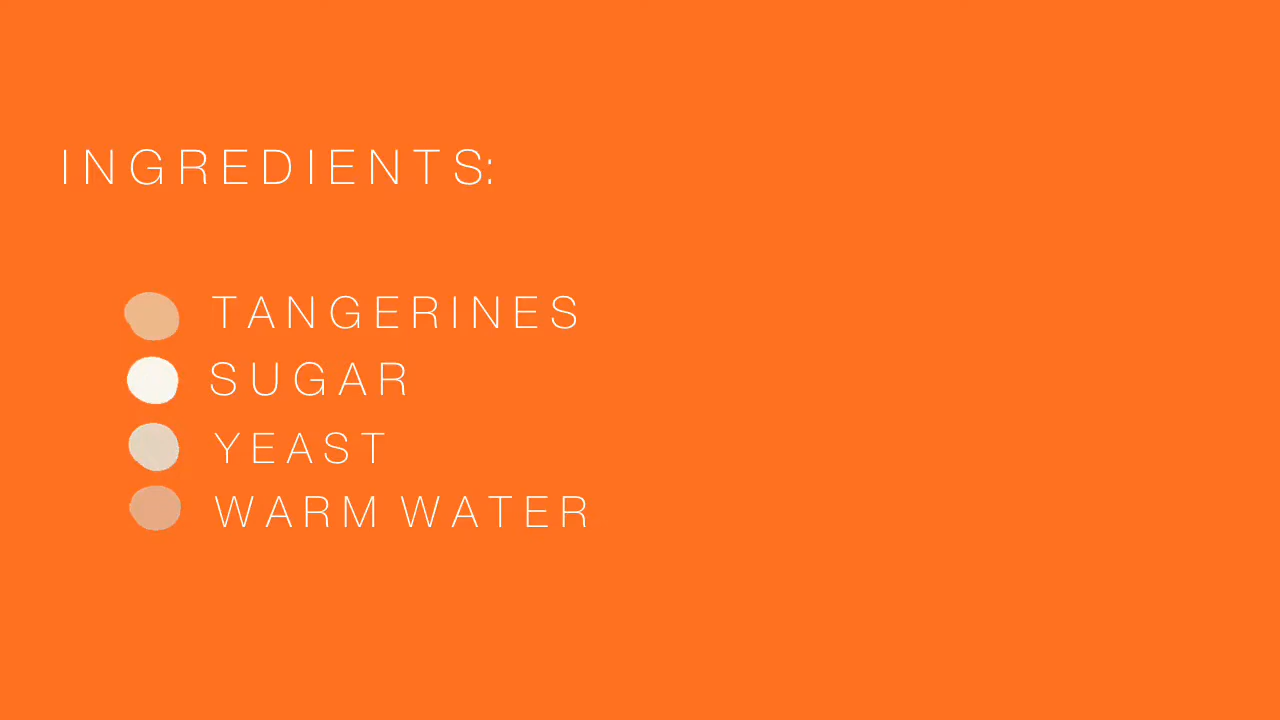 INGREDIENTS:
TANGERINES
SUGAR
YEAST
WARM WATER